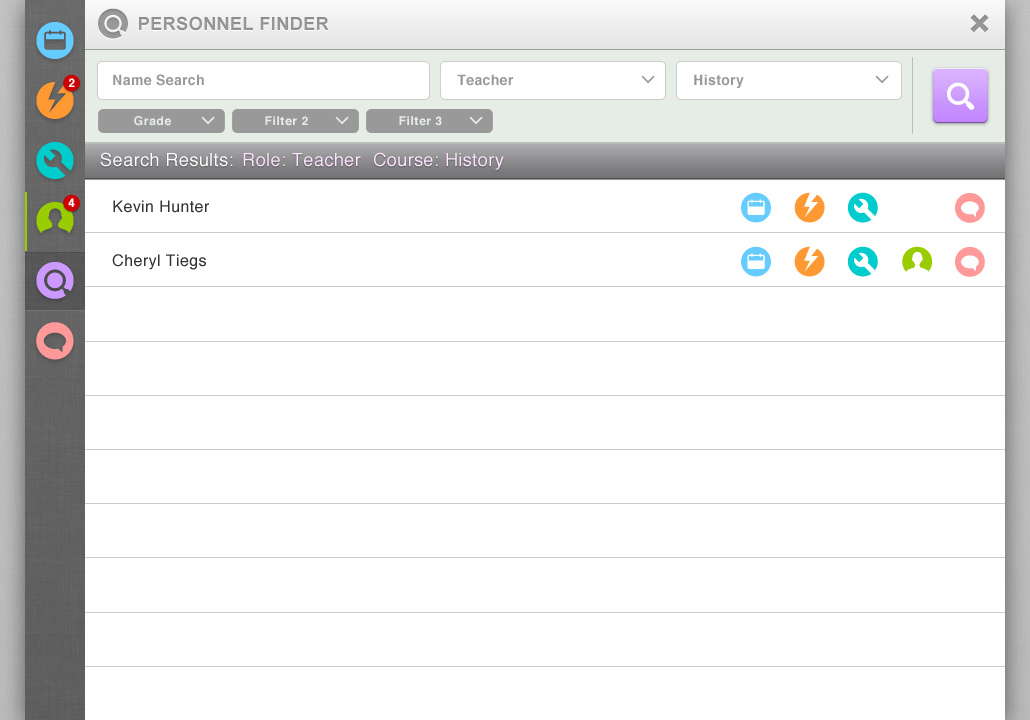 PERSONNEL FINDER
2
4
Name Search
Teacher
History
Grade
Filter 2
Filter 3
Search Results: Role: Teacher Course: History
Kevin Hunter
Cheryl Tiegs